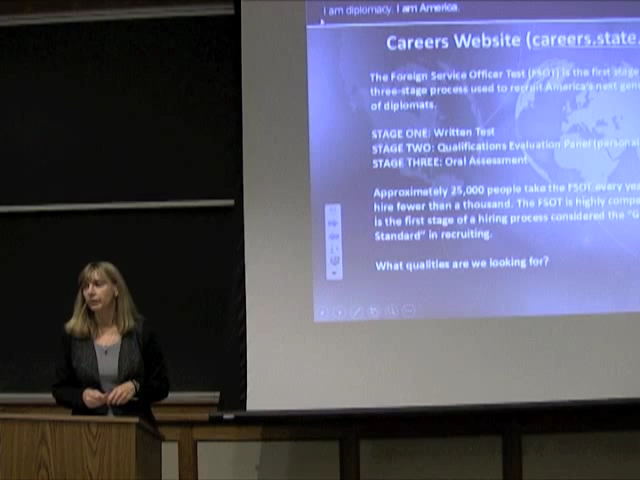 I am diplomacy. I am America.
Careers Website (careers.state.
The Foreign Service Officer Test (FSOT) is the first stage
three-stage process used to recruit America's next gen
of diplomats.
STAGE ONE: Written Test
STAGE TWO: Qualifications Evaluation Panel (personal
STAGE THREE: Oral Assessment
Approximately 25,000 people take the FSOT every yea
hire fewer than a thousand. The FSOT is highly compe
is the first stage of a hiring process considered the "G
Standard" in recruiting.
What qualities are we looking for?